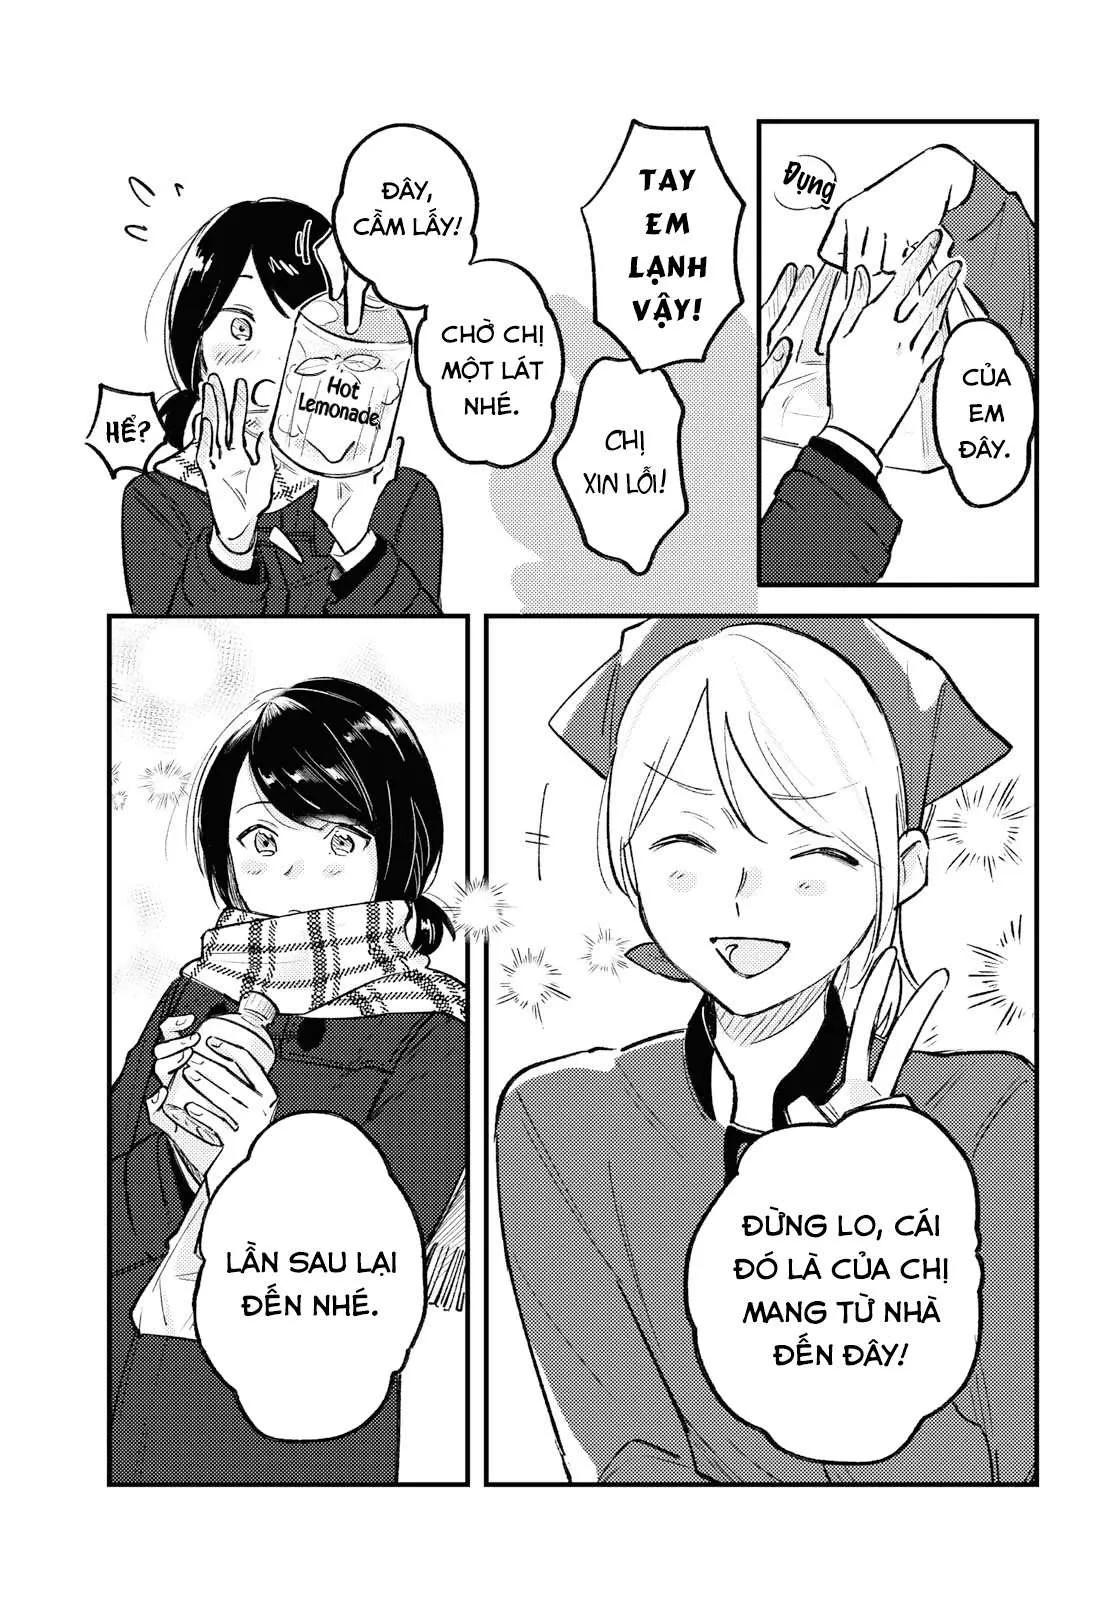 Đụng
CỦA
EM
ĐÂY.
TAY
EM
LẠNH
VẬY!
CHỊ
XIN LỖI!
ĐÂY,
CẦM LẤY!
CHỜ CHỊ
MỘT LÁT
NHÉ.
Hot
Lemonade
HỂ?
ĐỪNG LO, CÁI
ĐÓ LÀ CỦA CHỊ
MANG TỪ NHÀ
ĐẾN ĐÂY!
LẦN SAU LẠI
ĐẾN NHÉ.